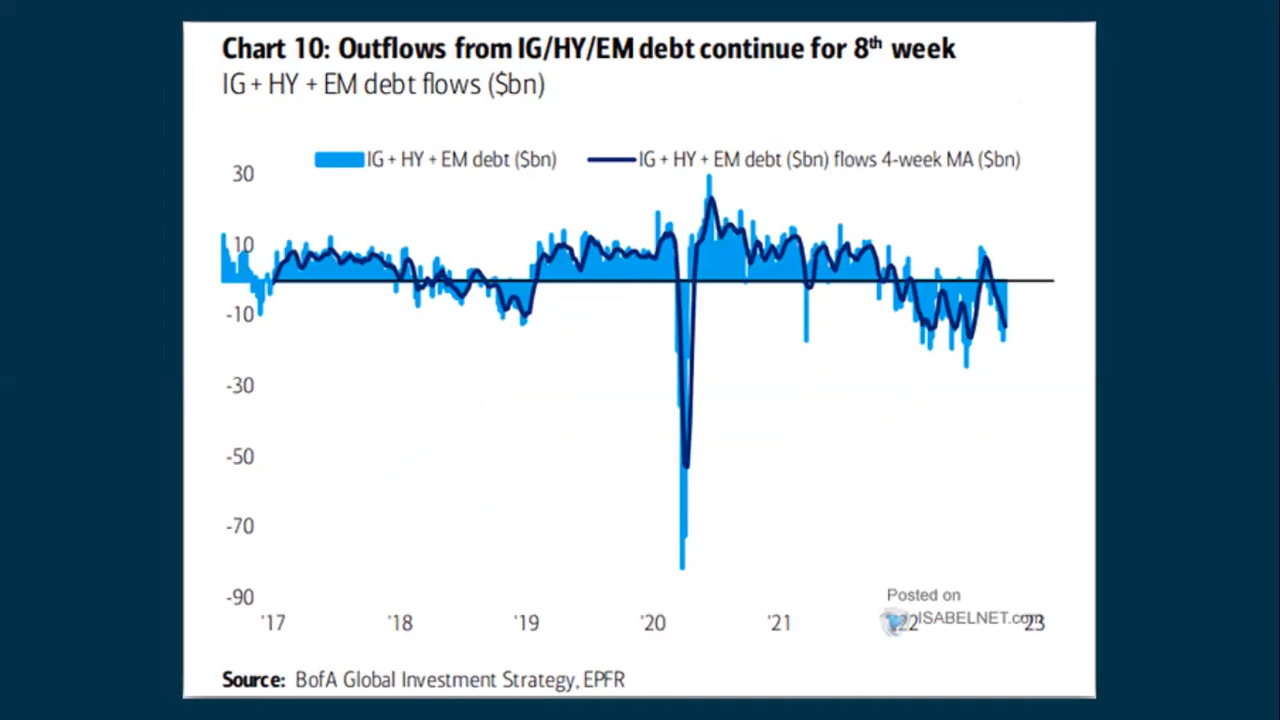 Chart 10: Outflows from IG/HY/EM debt continue for 8th week
IG + HY + EM debt flows ($bn)
IG + HY + EM debt ($bn)
IG + HY + EM debt ($bn) flows 4-week MA ($bn)
30
10
-10
-30
-50
-70
-90
'17
'18
'19
'20
'21
'22
'23
Posted on
ISABELNET.com
Source: BofA Global Investment Strategy, EPFR